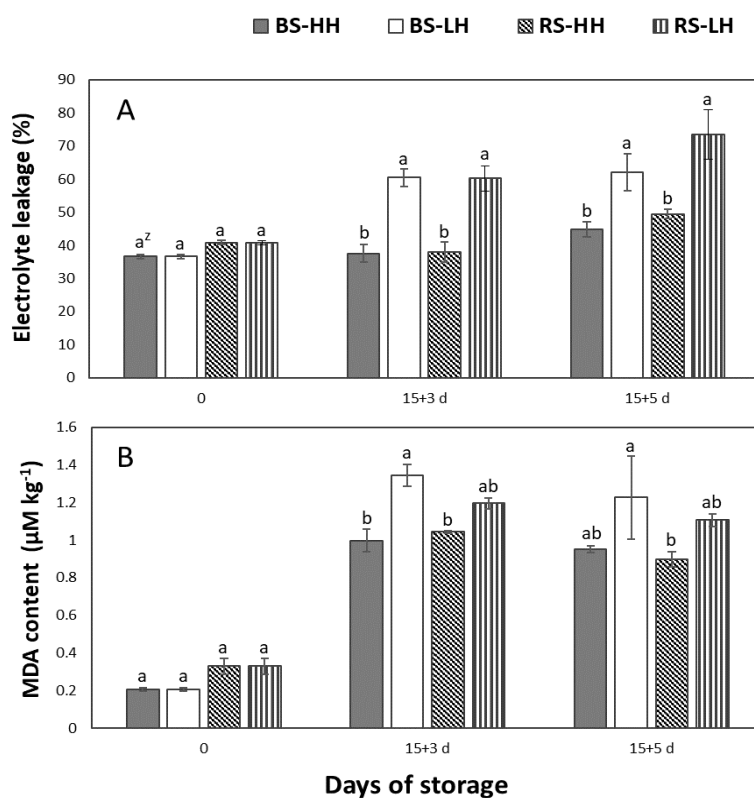 BS-HH BS-LH RS-HH RS-LH
A
Electrolyte leakage (%)
90
80
70
60
50
40
30
20
10
0
aᶻ a a a
b a b a
b a b a
0 15+3 d 15+5 d
B
MDA content (µM kg⁻¹)
1.6
1.4
1.2
1
0.8
0.6
0.4
0.2
0
a a a a
b a b ab
ab a b ab
0 15+3 d 15+5 d
Days of storage